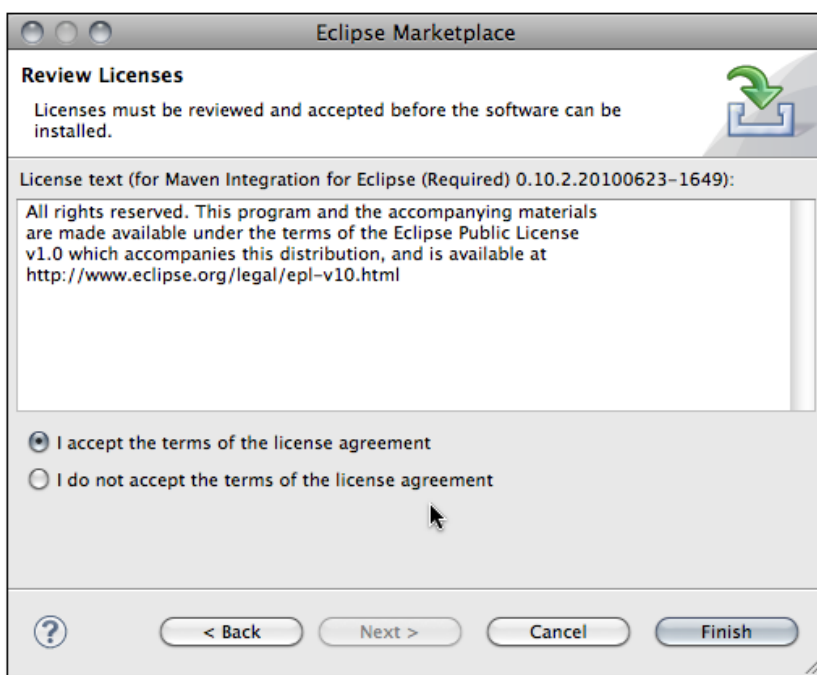 Eclipse Marketplace
Review Licenses
Licenses must be reviewed and accepted before the software can be
installed.
License text (for Maven Integration for Eclipse (Required) 0.10.2.20100623-1649):
All rights reserved. This program and the accompanying materials
are made available under the terms of the Eclipse Public License
v1.0 which accompanies this distribution, and is available at
http://www.eclipse.org/legal/epl-v10.html
I accept the terms of the license agreement
I do not accept the terms of the license agreement
? < Back Next > Cancel Finish